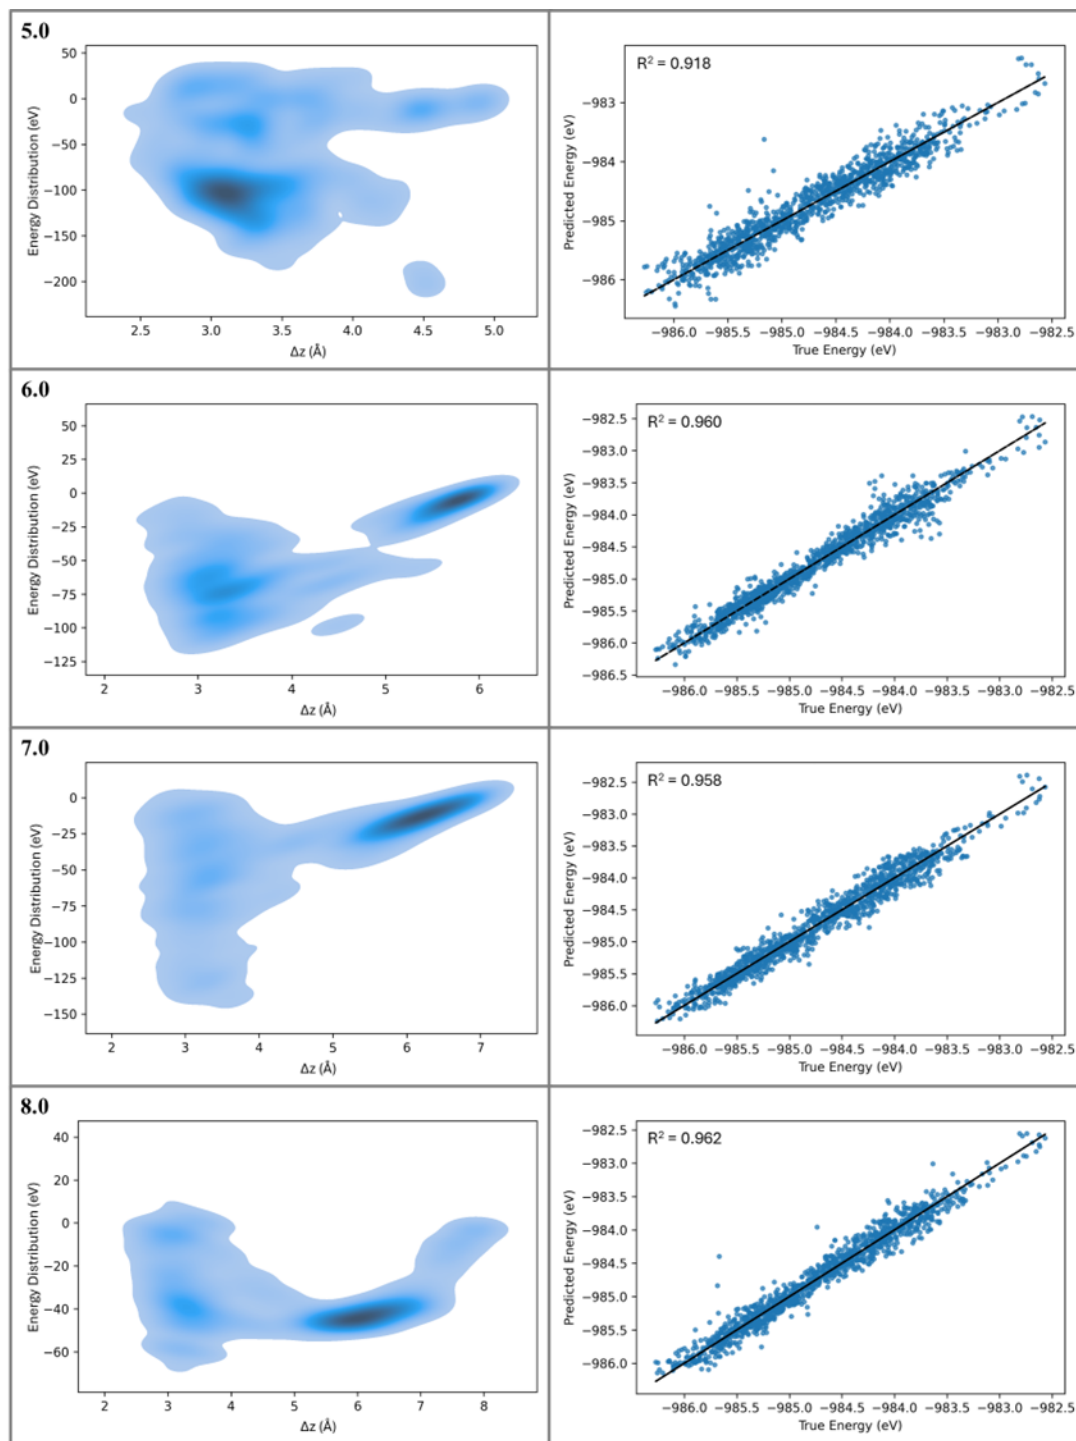 5.0
50
0
−50
−100
−150
−200
Energy Distribution (eV)
2.5 3.0 3.5 4.0 4.5 5.0
Δz (Å)
R² = 0.918
−983
−984
−985
−986
Predicted Energy (eV)
−986.0 −985.5 −985.0 −984.5 −984.0 −983.5 −983.0 −982.5
True Energy (eV)
6.0
50
25
0
−25
−50
−75
−100
−125
Energy Distribution (eV)
2 3 4 5 6
Δz (Å)
R² = 0.960
−982.5
−983.0
−983.5
−984.0
−984.5
−985.0
−985.5
−986.0
−986.5
Predicted Energy (eV)
−986.0 −985.5 −985.0 −984.5 −984.0 −983.5 −983.0 −982.5
True Energy (eV)
7.0
0
−25
−50
−75
−100
−125
−150
Energy Distribution (eV)
2 3 4 5 6 7
Δz (Å)
R² = 0.958
−982.5
−983.0
−983.5
−984.0
−984.5
−985.0
−985.5
−986.0
Predicted Energy (eV)
−986.0 −985.5 −985.0 −984.5 −984.0 −983.5 −983.0 −982.5
True Energy (eV)
8.0
40
20
0
−20
−40
−60
Energy Distribution (eV)
2 3 4 5 6 7 8
Δz (Å)
R² = 0.962
−982.5
−983.0
−983.5
−984.0
−984.5
−985.0
−985.5
−986.0
Predicted Energy (eV)
−986.0 −985.5 −985.0 −984.5 −984.0 −983.5 −983.0 −982.5
True Energy (eV)